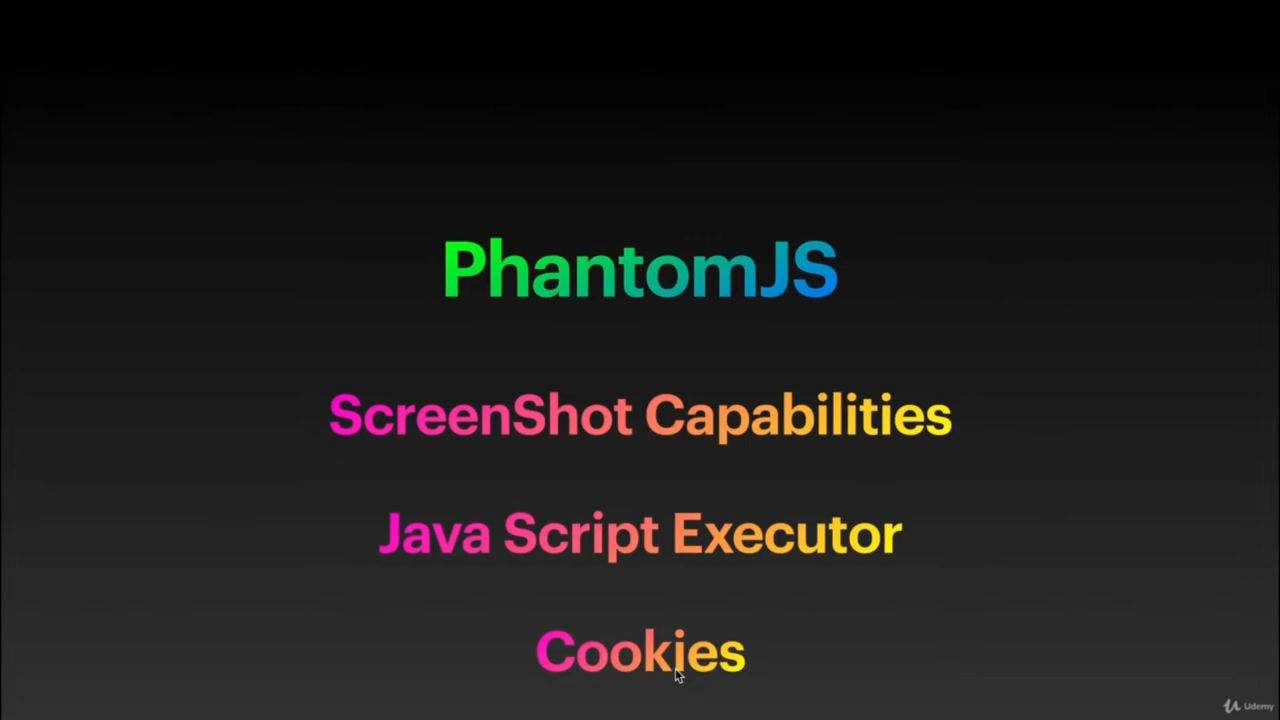 PhantomJS
ScreenShot Capabilities
Java Script Executor
Cookies
Udemy